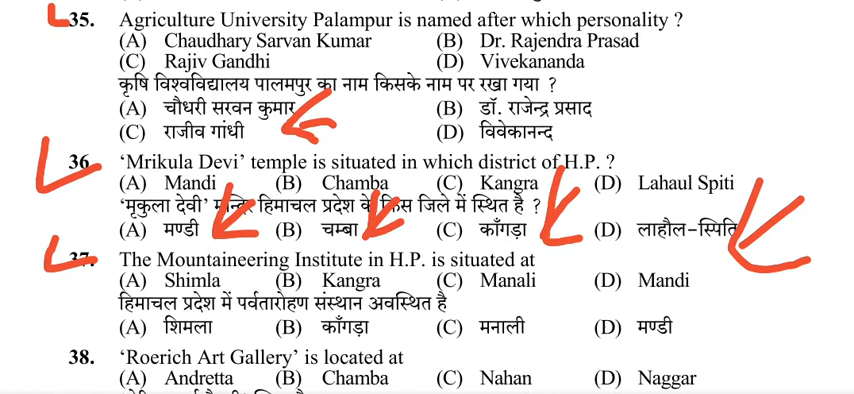 35. Agriculture University Palampur is named after which personality ?
(A) Chaudhary Sarvan Kumar (B) Dr. Rajendra Prasad
(C) Rajiv Gandhi (D) Vivekananda
कृषि विश्वविद्यालय पालमपुर का नाम किसके नाम पर रखा गया ?
(A) चौधरी सरवन कुमार (B) डॉ. राजेन्द्र प्रसाद
(C) राजीव गांधी (D) विवेकानन्द
36 ‘Mrikula Devi’ temple is situated in which district of H.P. ?
(A) Mandi (B) Chamba (C) Kangra (D) Lahaul Spiti
‘मृकुला देवी’ मन्दिर हिमाचल प्रदेश के किस जिले में स्थित है ?
(A) मण्डी (B) चम्बा (C) काँगड़ा (D) लाहौल-स्पिति
37. The Mountaineering Institute in H.P. is situated at
(A) Shimla (B) Kangra (C) Manali (D) Mandi
हिमाचल प्रदेश में पर्वतारोहण संस्थान अवस्थित है
(A) शिमला (B) काँगड़ा (C) मनाली (D) मण्डी
38. ‘Roerich Art Gallery’ is located at
(A) Andretta (B) Chamba (C) Nahan (D) Naggar